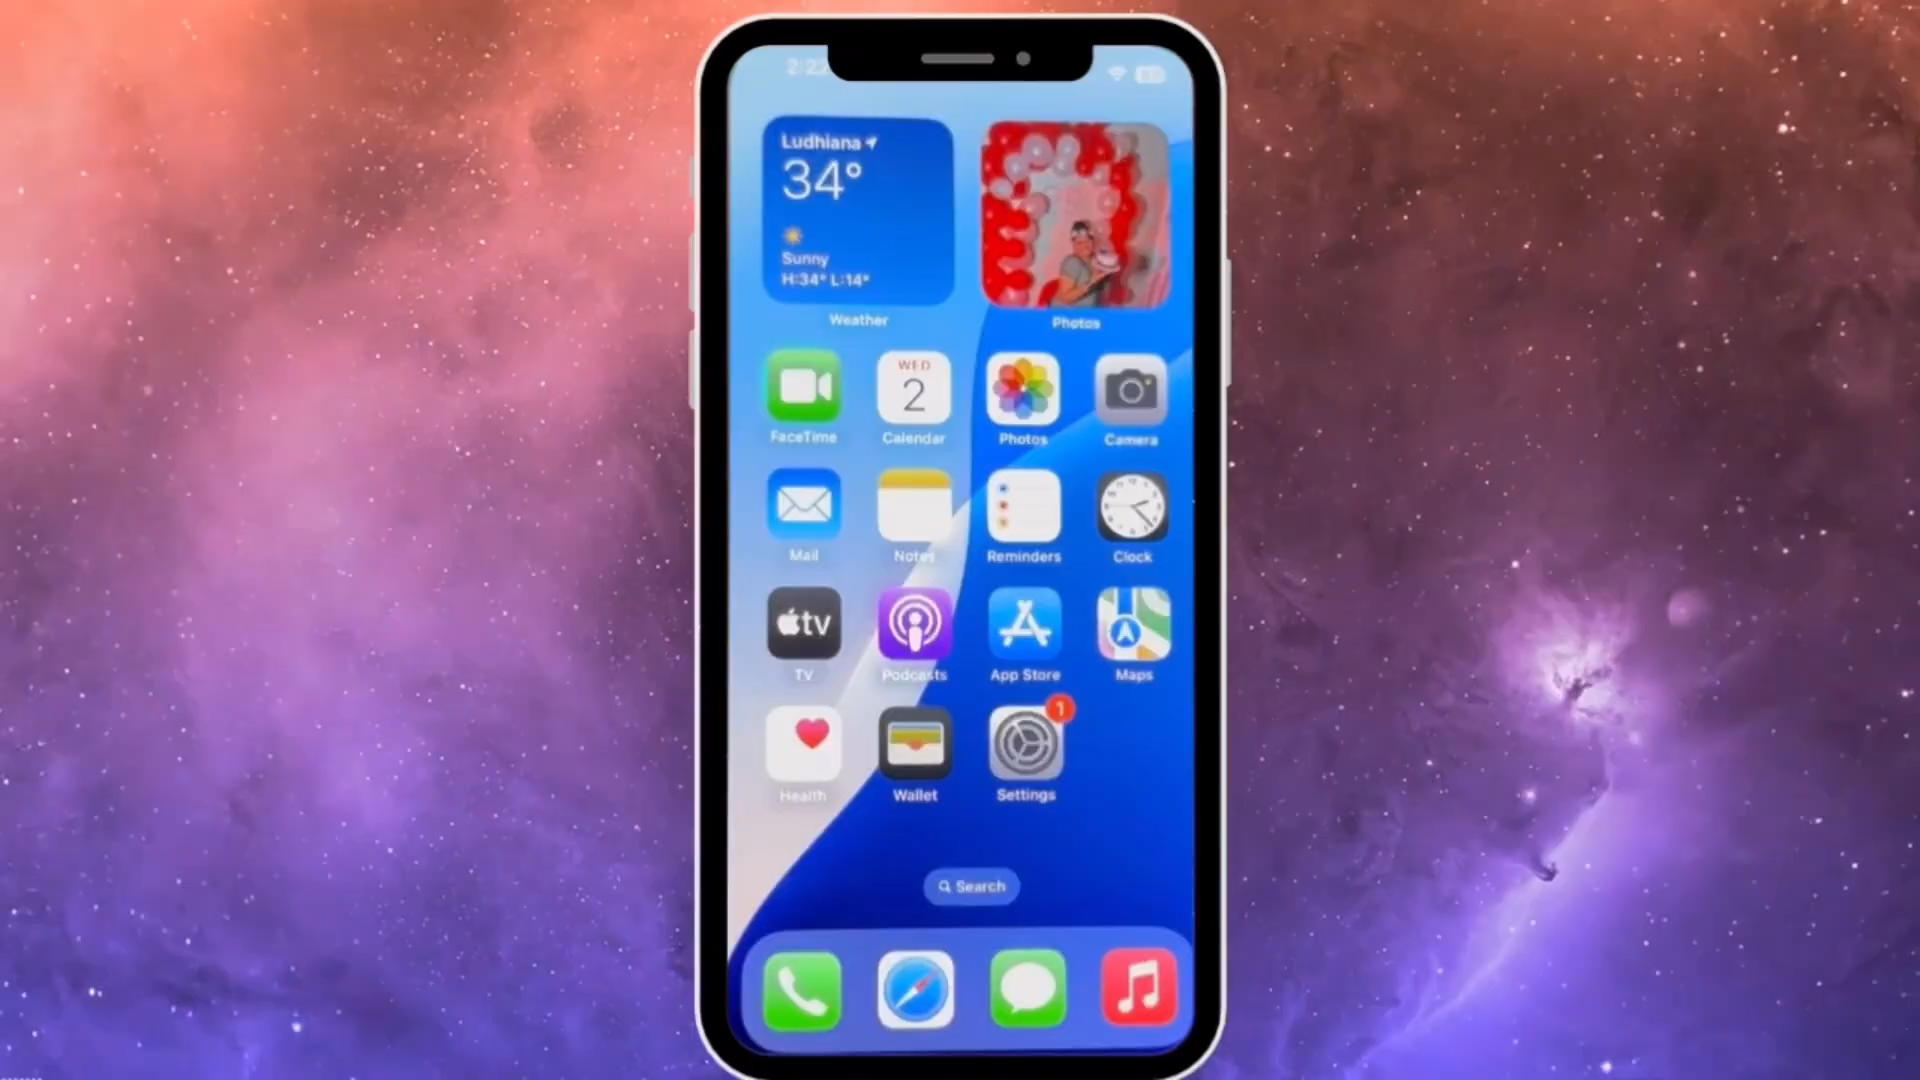 Ludhiana
34°
Sunny
H:34° L:14°
Weather
Photos
WED
2
FaceTime
Calendar
Photos
Camera
Mail
Notes
Reminders
Clock
tv
TV
Podcasts
App Store
Maps
1
Health
Wallet
Settings
Search